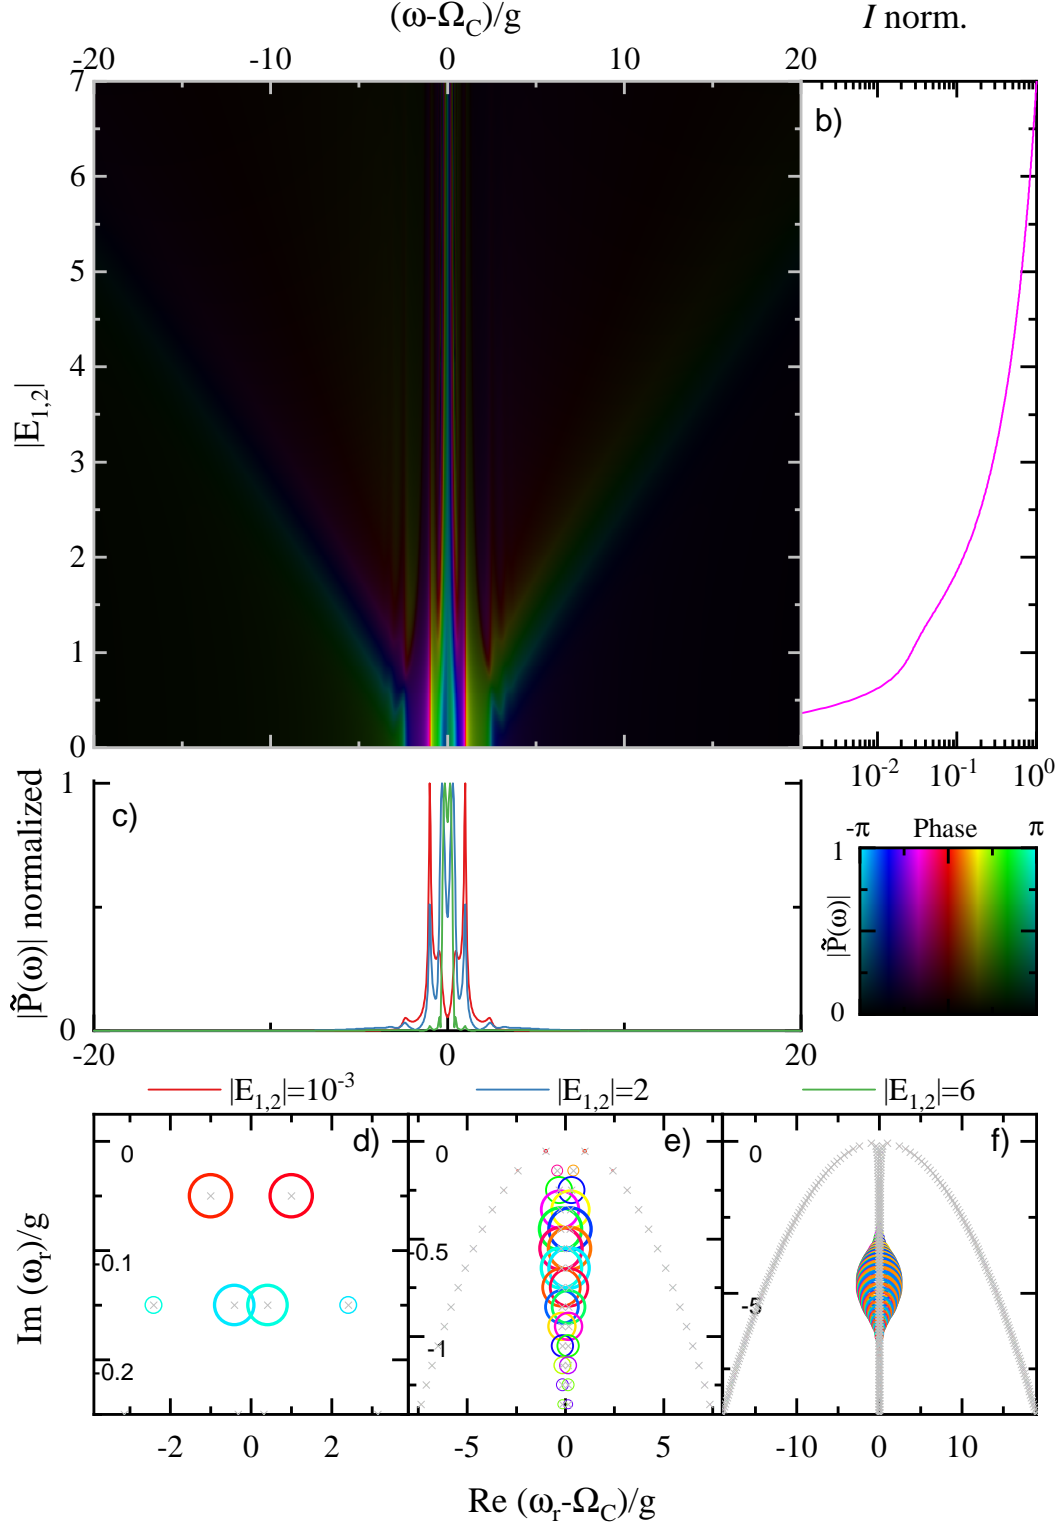 (ω-Ω_C)/g
I norm.
-20 -10 0 10 20
7
6
5
4
3
2
1
0
|E_{1,2}|
b)
10^{-2} 10^{-1} 10^0
|P̃(ω)| normalized
1
0
c)
-20 0 20
-π Phase π
|P̃(ω)|
1
0
|E_{1,2}|=10^{-3} |E_{1,2}|=2 |E_{1,2}|=6
Im (ω_r)/g
d)
0
-0.1
-0.2
-2 0 2
e)
0
-0.5
-1
-5 0 5
f)
0
-5
-10 0 10
Re (ω_r-Ω_C)/g